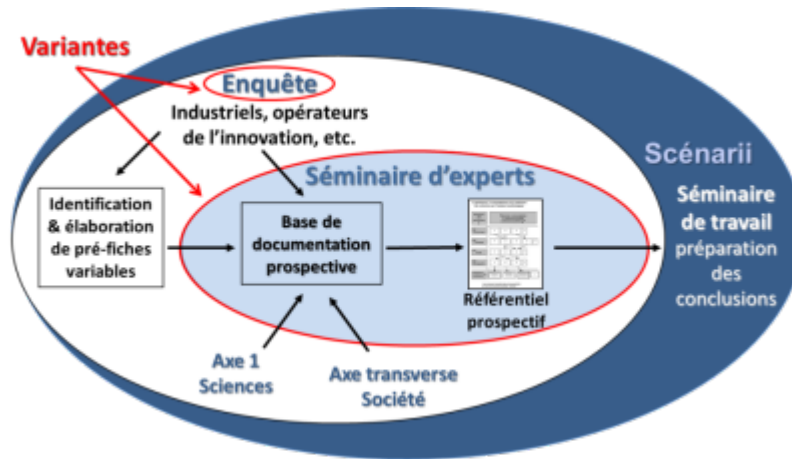 Variantes
Enquête
Industriels, opérateurs
de l'innovation, etc.
Scénarii
Séminaire d'experts
Identification
& élaboration
de pré-fiches
variables
Base de
documentation
prospective
Référentiel
prospectif
Séminaire
de travail
préparation
des
conclusions
Axe 1
Sciences
Axe transverse
Société